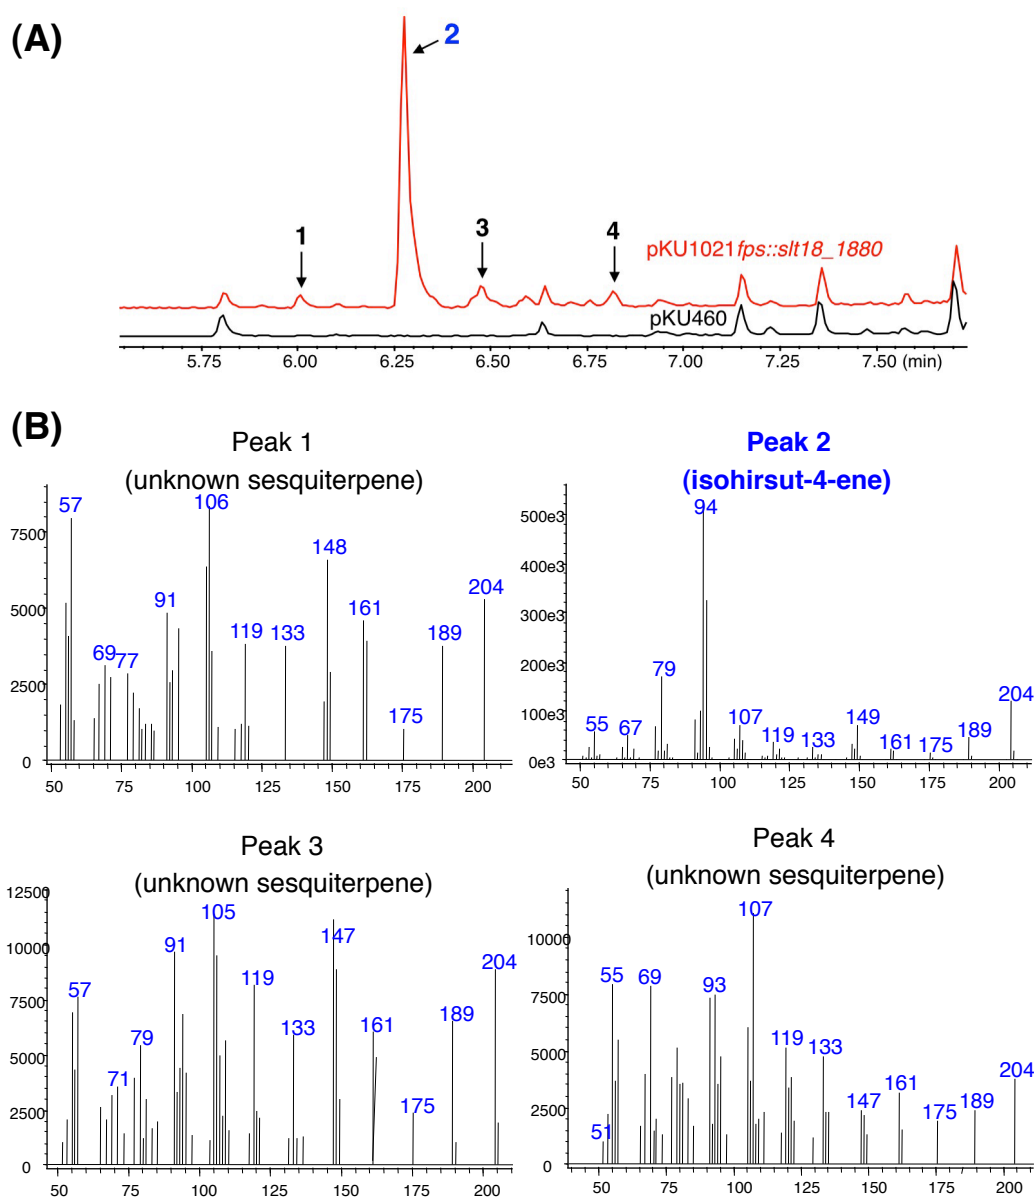 (A)
2
1
3
4
pKU1021fps::slt18_1880
pKU460
5.75 6.00 6.25 6.50 6.75 7.00 7.25 7.50 (min)
(B)
Peak 1
(unknown sesquiterpene)
57
106
148
204
91
161
119
133
189
69
77
175
7500
5000
2500
0
50 75 100 125 150 175 200
Peak 2
(isohirsut-4-ene)
94
79
204
55
67
107
149
119
133
161
175
189
500e3
400e3
300e3
200e3
100e3
0e3
50 75 100 125 150 175 200
Peak 3
(unknown sesquiterpene)
105
147
91
204
119
57
189
161
133
79
71
175
12500
10000
7500
5000
2500
0
50 75 100 125 150 175 200
Peak 4
(unknown sesquiterpene)
107
55
69
93
119
133
204
161
147
175
189
51
10000
7500
5000
2500
0
50 75 100 125 150 175 200